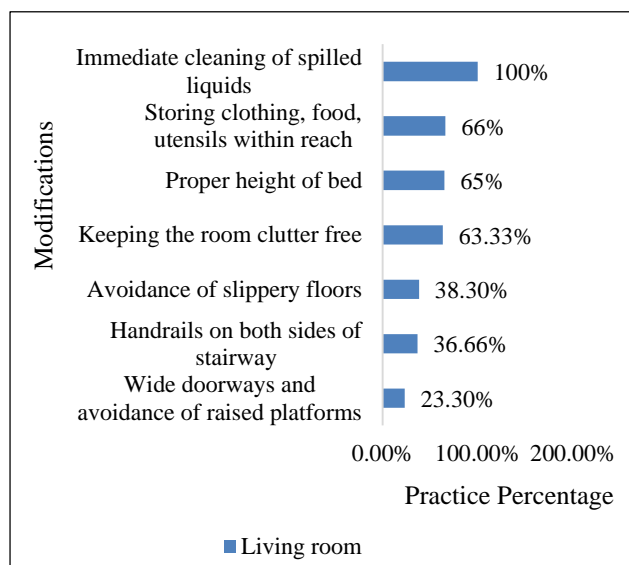 Modifications
Immediate cleaning of spilled
liquids
100%
Storing clothing, food,
utensils within reach
66%
Proper height of bed
65%
Keeping the room clutter free
63.33%
Avoidance of slippery floors
38.30%
Handrails on both sides of
stairway
36.66%
Wide doorways and
avoidance of raised platforms
23.30%
0.00% 100.00% 200.00%
Practice Percentage
Living room